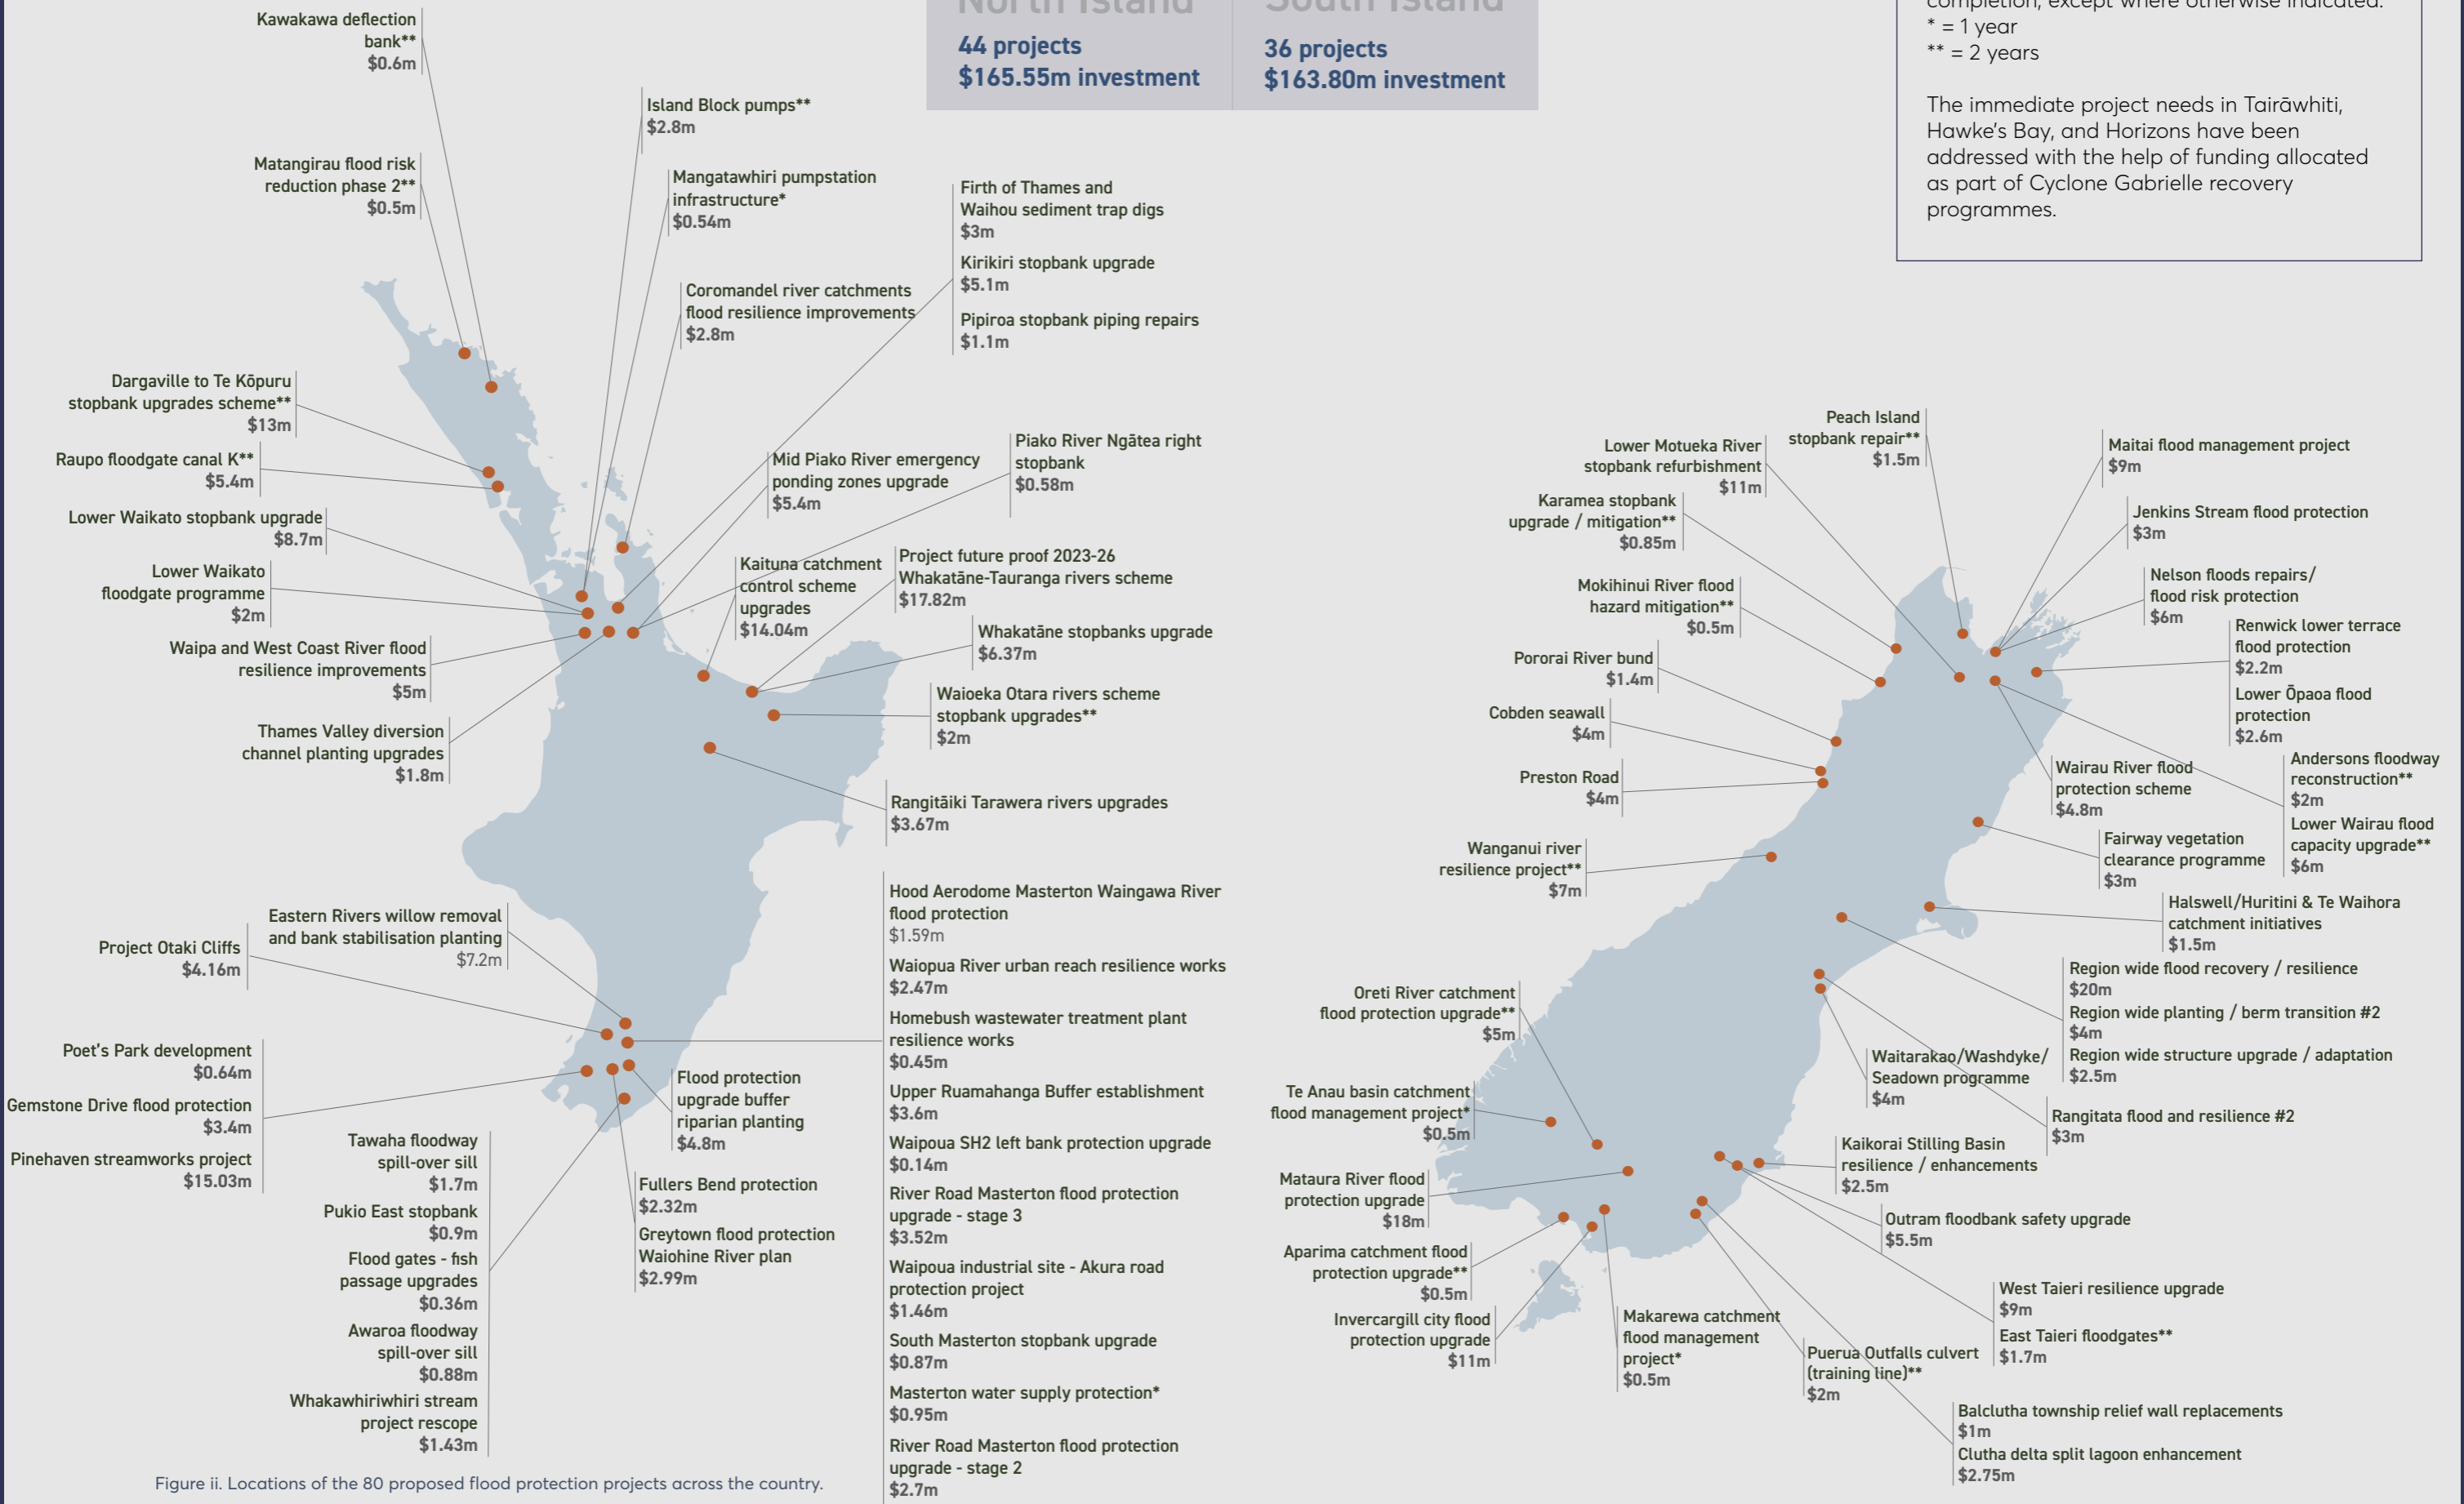 North Island
44 projects
$165.55m investment
South Island
36 projects
$163.80m investment
completion, except where otherwise indicated.
* = 1 year
** = 2 years
The immediate project needs in Tairāwhiti,
Hawke's Bay, and Horizons have been
addressed with the help of funding allocated
as part of Cyclone Gabrielle recovery
programmes.
Kawakawa deflection
bank**
$0.6m
Matangirau flood risk
reduction phase 2**
$0.5m
Island Block pumps**
$2.8m
Mangatawhiri pumpstation
infrastructure*
$0.54m
Coromandel river catchments
flood resilience improvements
$2.8m
Firth of Thames and
Waihou sediment trap digs
$3m
Kirikiri stopbank upgrade
$5.1m
Pipiroa stopbank piping repairs
$1.1m
Dargaville to Te Kōpuru
stopbank upgrades scheme**
$13m
Raupo floodgate canal K**
$5.4m
Lower Waikato stopbank upgrade
$8.7m
Lower Waikato
floodgate programme
$2m
Waipa and West Coast River flood
resilience improvements
$5m
Thames Valley diversion
channel planting upgrades
$1.8m
Mid Piako River emergency
ponding zones upgrade
$5.4m
Piako River Ngātea right
stopbank
$0.58m
Kaituna catchment
control scheme
upgrades
$14.04m
Project future proof 2023-26
Whakatāne-Tauranga rivers scheme
$17.82m
Whakatāne stopbanks upgrade
$6.37m
Waioeka Otara rivers scheme
stopbank upgrades**
$2m
Rangitāiki Tarawera rivers upgrades
$3.67m
Eastern Rivers willow removal
and bank stabilisation planting
$7.2m
Project Otaki Cliffs
$4.16m
Poet's Park development
$0.64m
Gemstone Drive flood protection
$3.4m
Pinehaven streamworks project
$15.03m
Tawaha floodway
spill-over sill
$1.7m
Pukio East stopbank
$0.9m
Flood gates - fish
passage upgrades
$0.36m
Awaroa floodway
spill-over sill
$0.88m
Whakawhiriwhiri stream
project rescope
$1.43m
Flood protection
upgrade buffer
riparian planting
$4.8m
Fullers Bend protection
$2.32m
Greytown flood protection
Waiohine River plan
$2.99m
Hood Aerodome Masterton Waingawa River
flood protection
$1.59m
Waiopua River urban reach resilience works
$2.47m
Homebush wastewater treatment plant
resilience works
$0.45m
Upper Ruamahanga Buffer establishment
$3.6m
Waipoua SH2 left bank protection upgrade
$0.14m
River Road Masterton flood protection
upgrade - stage 3
$3.52m
Waipoua industrial site - Akura road
protection project
$1.46m
South Masterton stopbank upgrade
$0.87m
Masterton water supply protection*
$0.95m
River Road Masterton flood protection
upgrade - stage 2
$2.7m
Peach Island
stopbank repair**
$1.5m
Lower Motueka River
stopbank refurbishment
$11m
Karamea stopbank
upgrade / mitigation**
$0.85m
Mokihinui River flood
hazard mitigation**
$0.5m
Pororai River bund
$1.4m
Cobden seawall
$4m
Preston Road
$4m
Wanganui river
resilience project**
$7m
Maitai flood management project
$9m
Jenkins Stream flood protection
$3m
Nelson floods repairs/
flood risk protection
$6m
Renwick lower terrace
flood protection
$2.2m
Lower Ōpaoa flood
protection
$2.6m
Wairau River flood
protection scheme
$4.8m
Andersons floodway
reconstruction**
$2m
Lower Wairau flood
capacity upgrade**
$6m
Fairway vegetation
clearance programme
$3m
Halswell/Huritini & Te Waihora
catchment initiatives
$1.5m
Region wide flood recovery / resilience
$20m
Region wide planting / berm transition #2
$4m
Region wide structure upgrade / adaptation
$2.5m
Waitarakao/Washdyke/
Seadown programme
$4m
Rangitata flood and resilience #2
$3m
Oreti River catchment
flood protection upgrade**
$5m
Te Anau basin catchment
flood management project*
$0.5m
Mataura River flood
protection upgrade
$18m
Aparima catchment flood
protection upgrade**
$0.5m
Invercargill city flood
protection upgrade
$11m
Makarewa catchment
flood management
project*
$0.5m
Kaikorai Stilling Basin
resilience / enhancements
$2.5m
Outram floodbank safety upgrade
$5.5m
West Taieri resilience upgrade
$9m
East Taieri floodgates**
$1.7m
Puerua Outfalls culvert
(training line)**
$2m
Balclutha township relief wall replacements
$1m
Clutha delta split lagoon enhancement
$2.75m
Figure ii. Locations of the 80 proposed flood protection projects across the country.